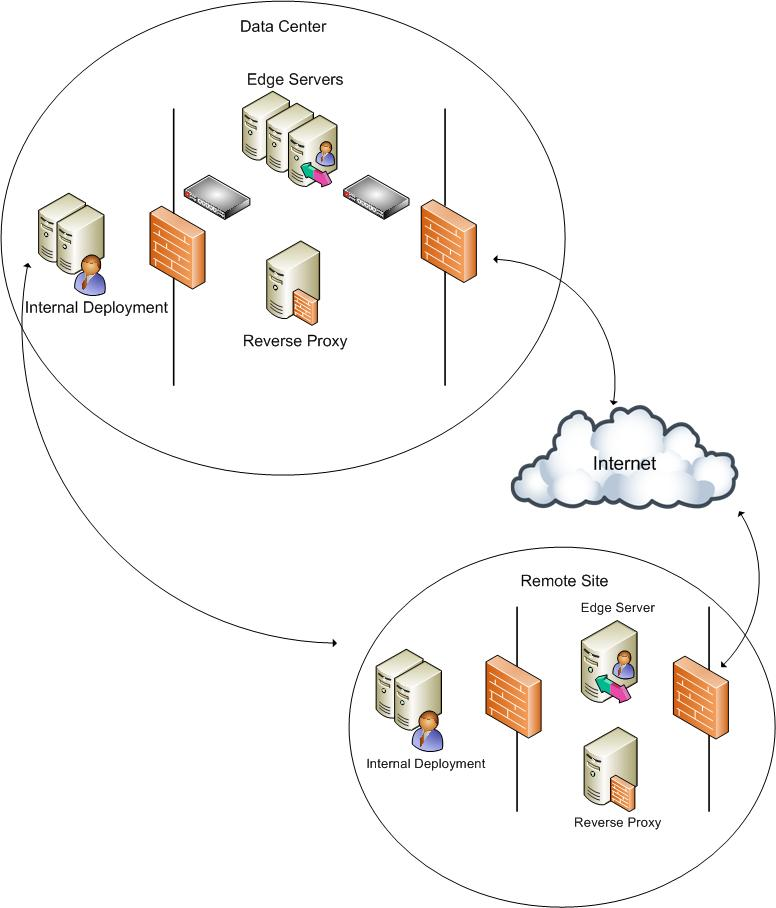 Data Center
Edge Servers
Internal Deployment
Reverse Proxy
Internet
Remote Site
Edge Server
Internal Deployment
Reverse Proxy